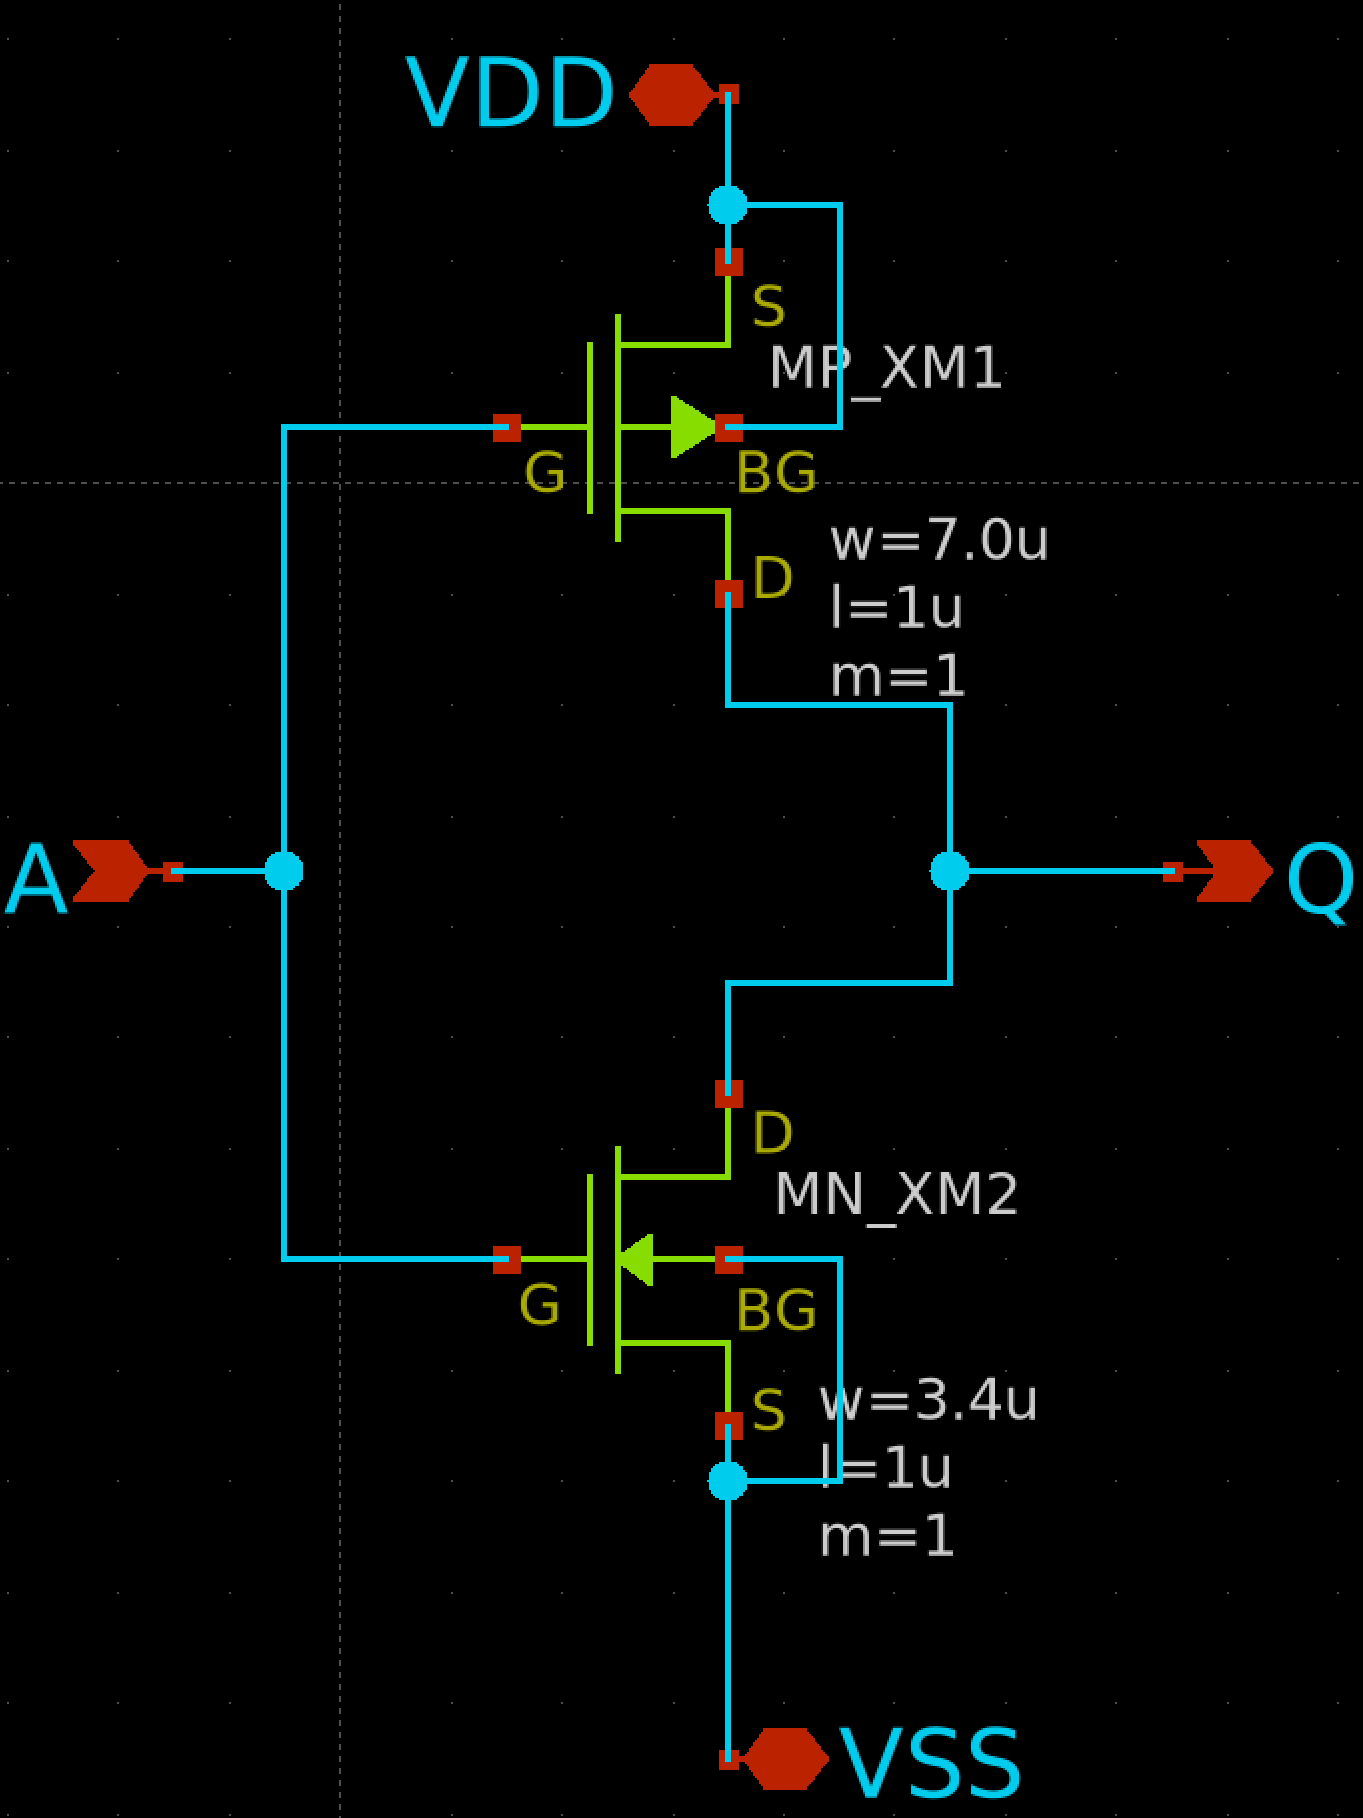 VDD
S
MP_XM1
G
BG
w=7.0u
D
l=1u
m=1
A
Q
D
MN_XM2
G
BG
w=3.4u
S
l=1u
m=1
VSS